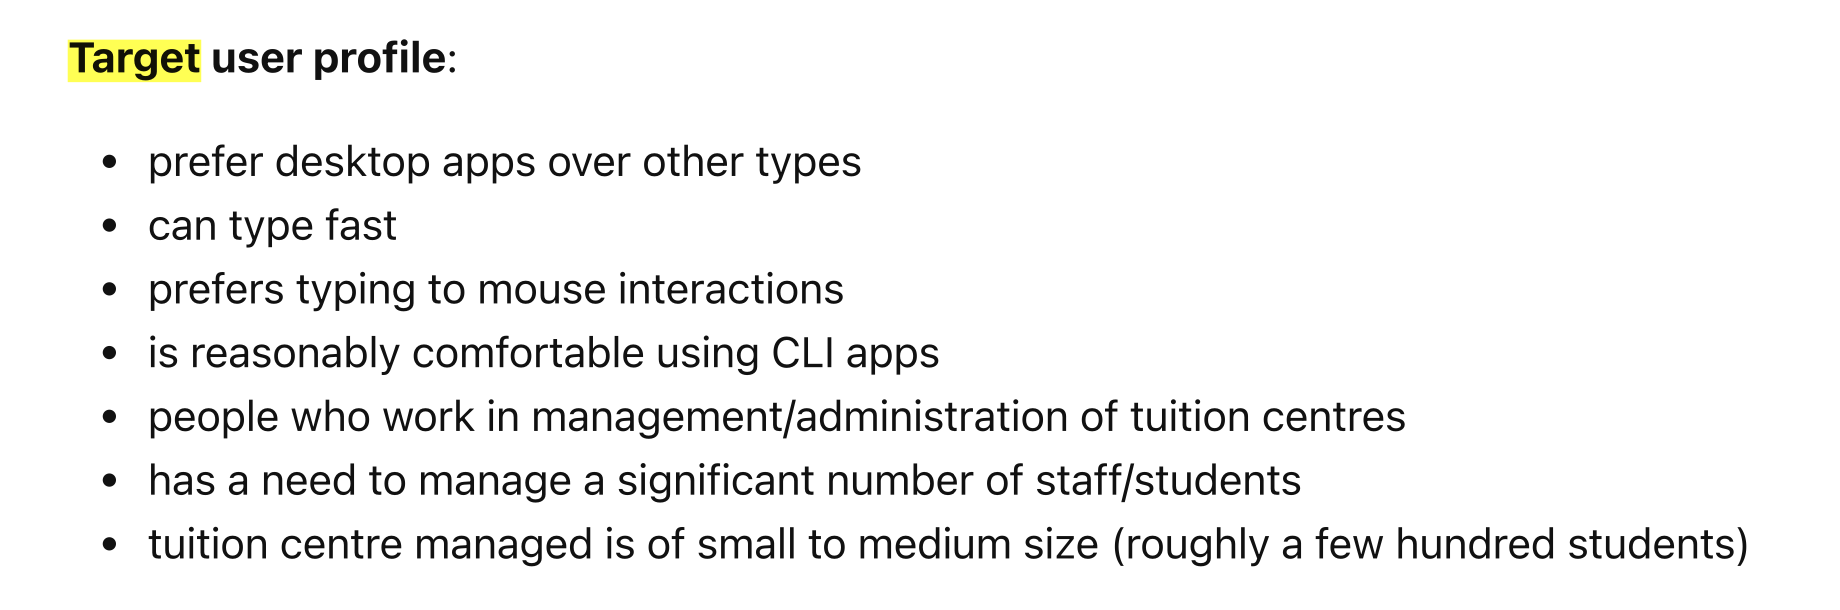 Target user profile:
• prefer desktop apps over other types
• can type fast
• prefers typing to mouse interactions
• is reasonably comfortable using CLI apps
• people who work in management/administration of tuition centres
• has a need to manage a significant number of staff/students
• tuition centre managed is of small to medium size (roughly a few hundred students)